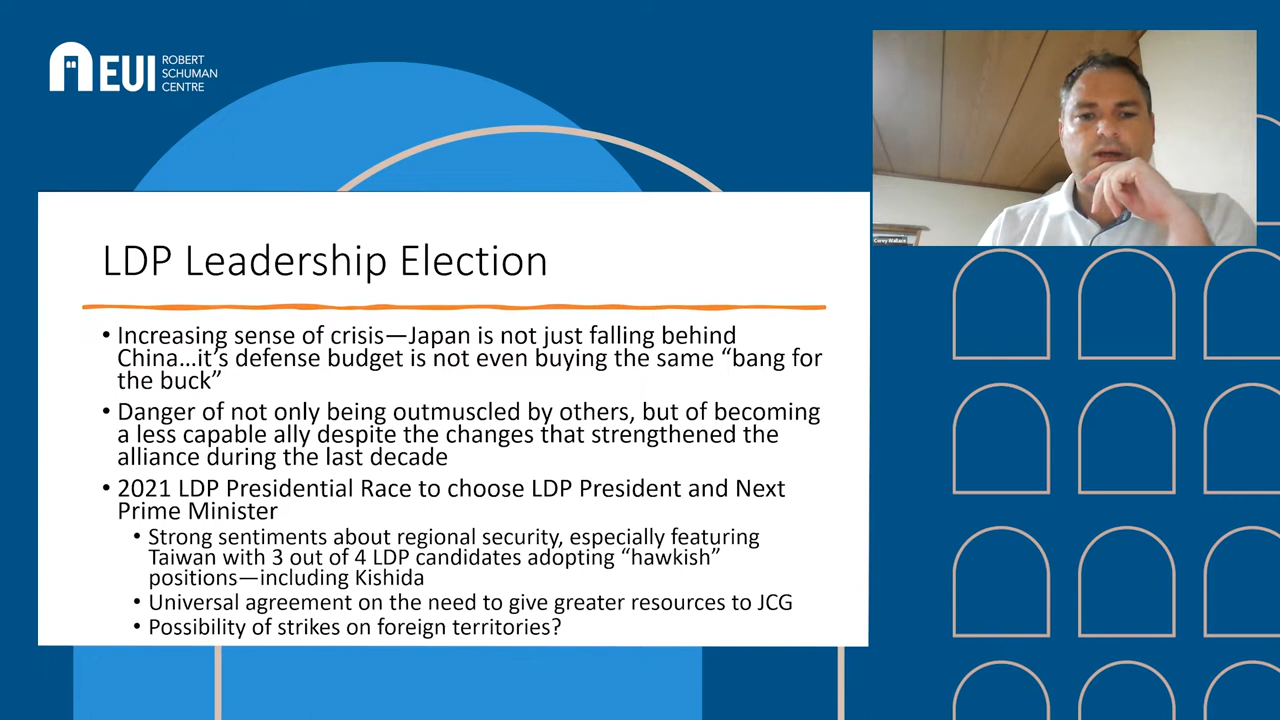 EUI
ROBERT
SCHUMAN
CENTRE
Corey Wallace
LDP Leadership Election
• Increasing sense of crisis—Japan is not just falling behind
China...it's defense budget is not even buying the same “bang for
the buck”
• Danger of not only being outmuscled by others, but of becoming
a less capable ally despite the changes that strengthened the
alliance during the last decade
• 2021 LDP Presidential Race to choose LDP President and Next
Prime Minister
• Strong sentiments about regional security, especially featuring
Taiwan with 3 out of 4 LDP candidates adopting “hawkish”
positions—including Kishida
• Universal agreement on the need to give greater resources to JCG
• Possibility of strikes on foreign territories?